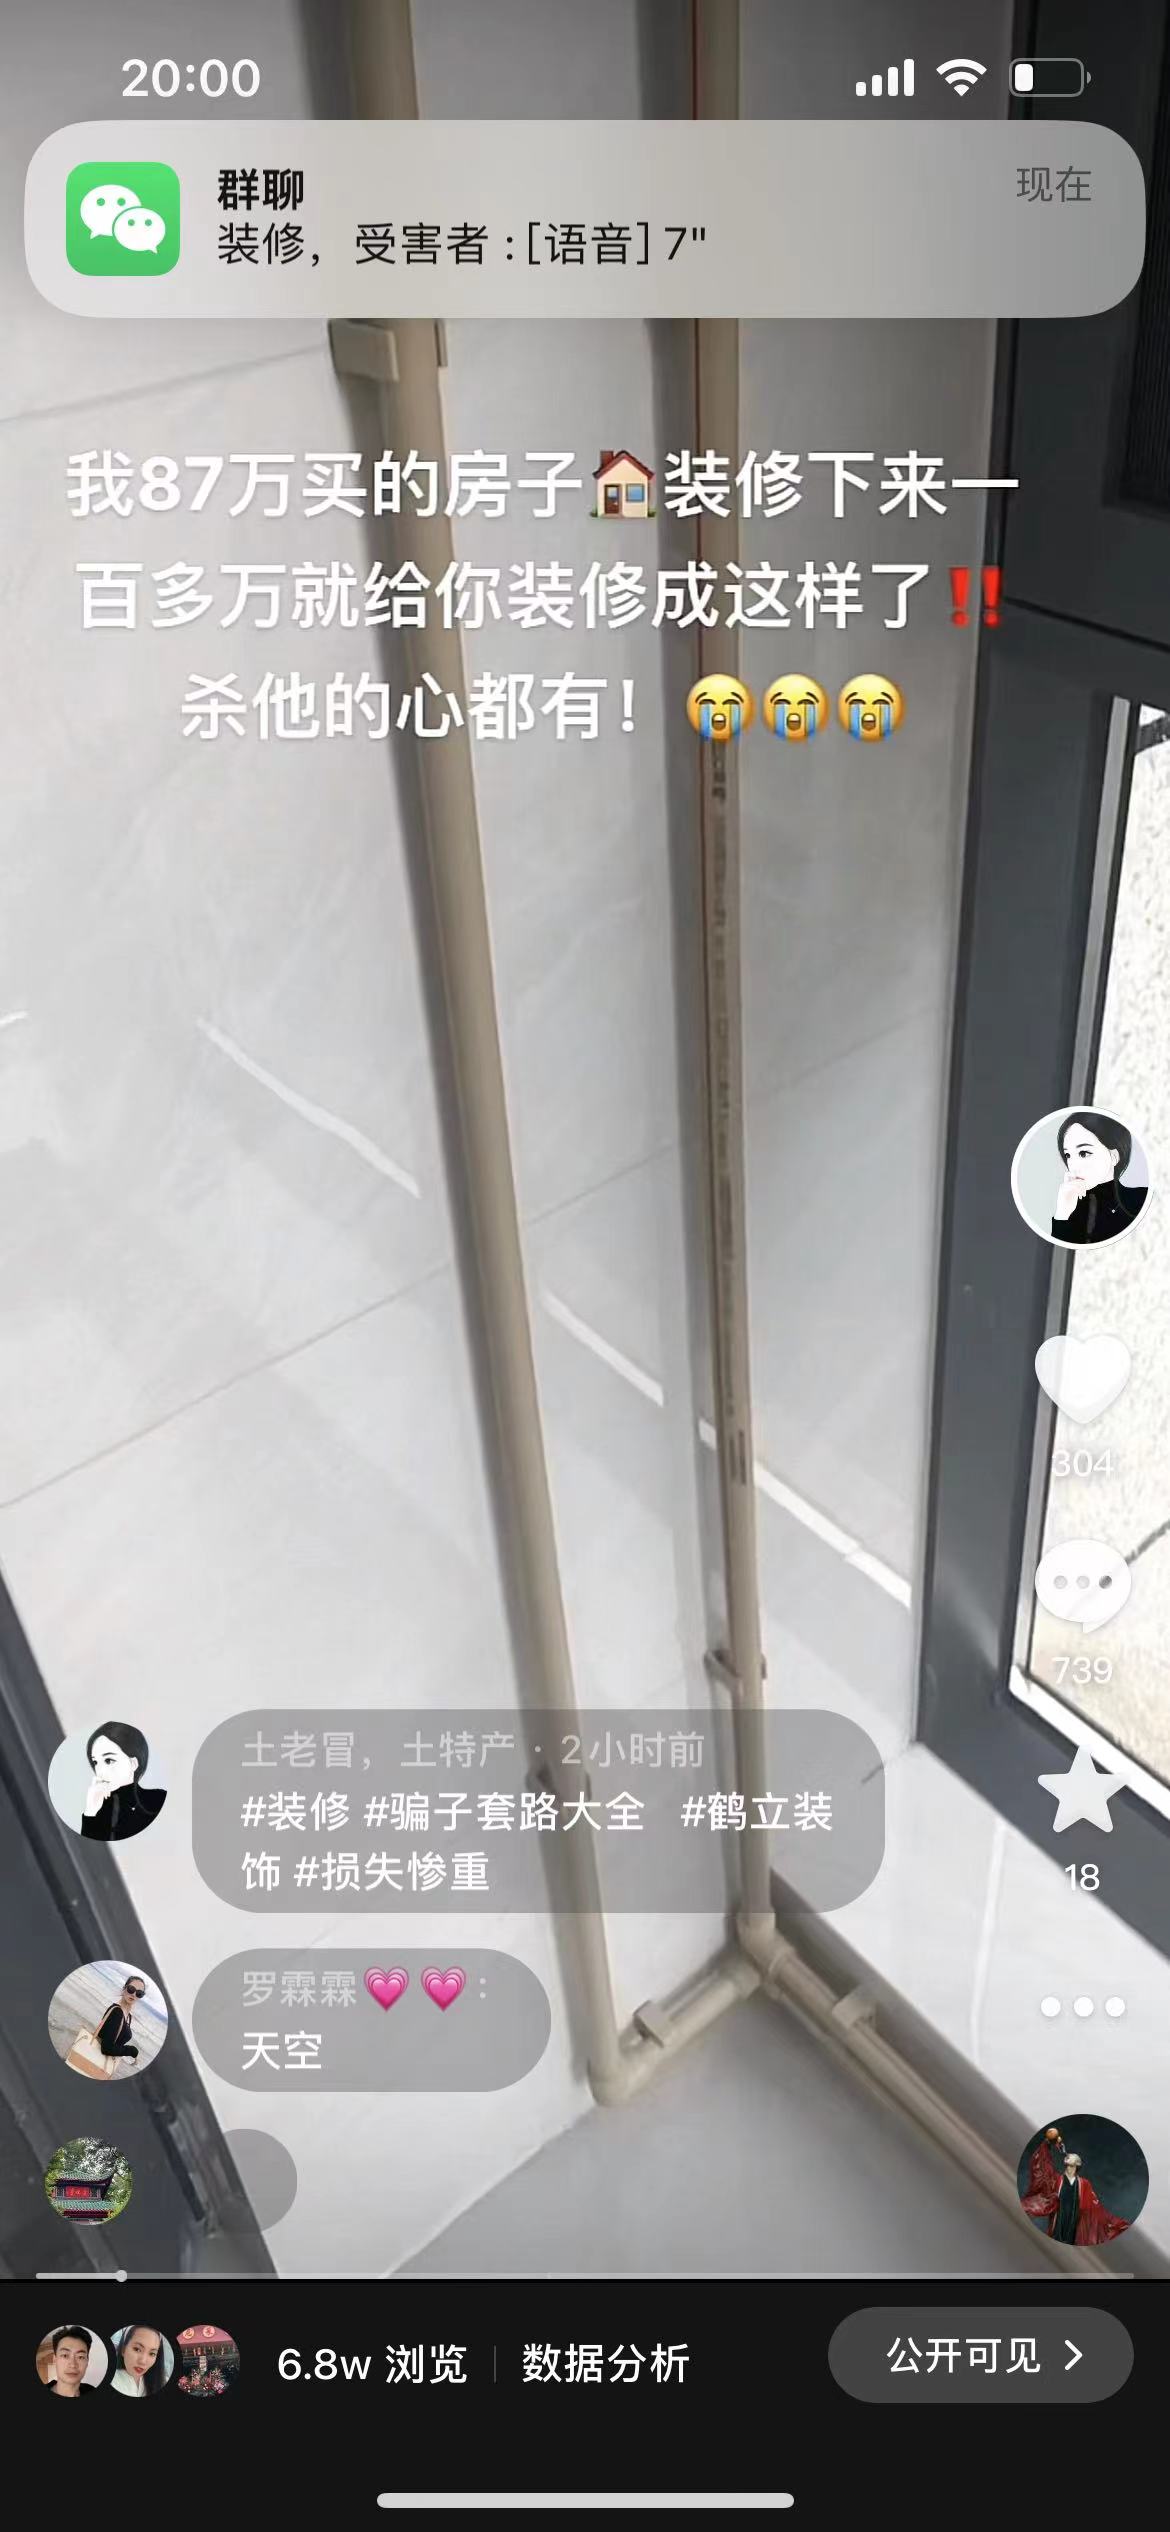 20:00
群聊
现在
装修，受害者：[语音] 7"
我87万买的房子🏠装修下来一
百多万就给你装修成这样了‼️
杀他的心都有！😭😭😭
304
739
土老冒，土特产 · 2小时前
#装修 #骗子套路大全 #鹤立装
饰 #损失惨重
18
罗霖霖💗💗：
天空
6.8w 浏览 | 数据分析
公开可见 >